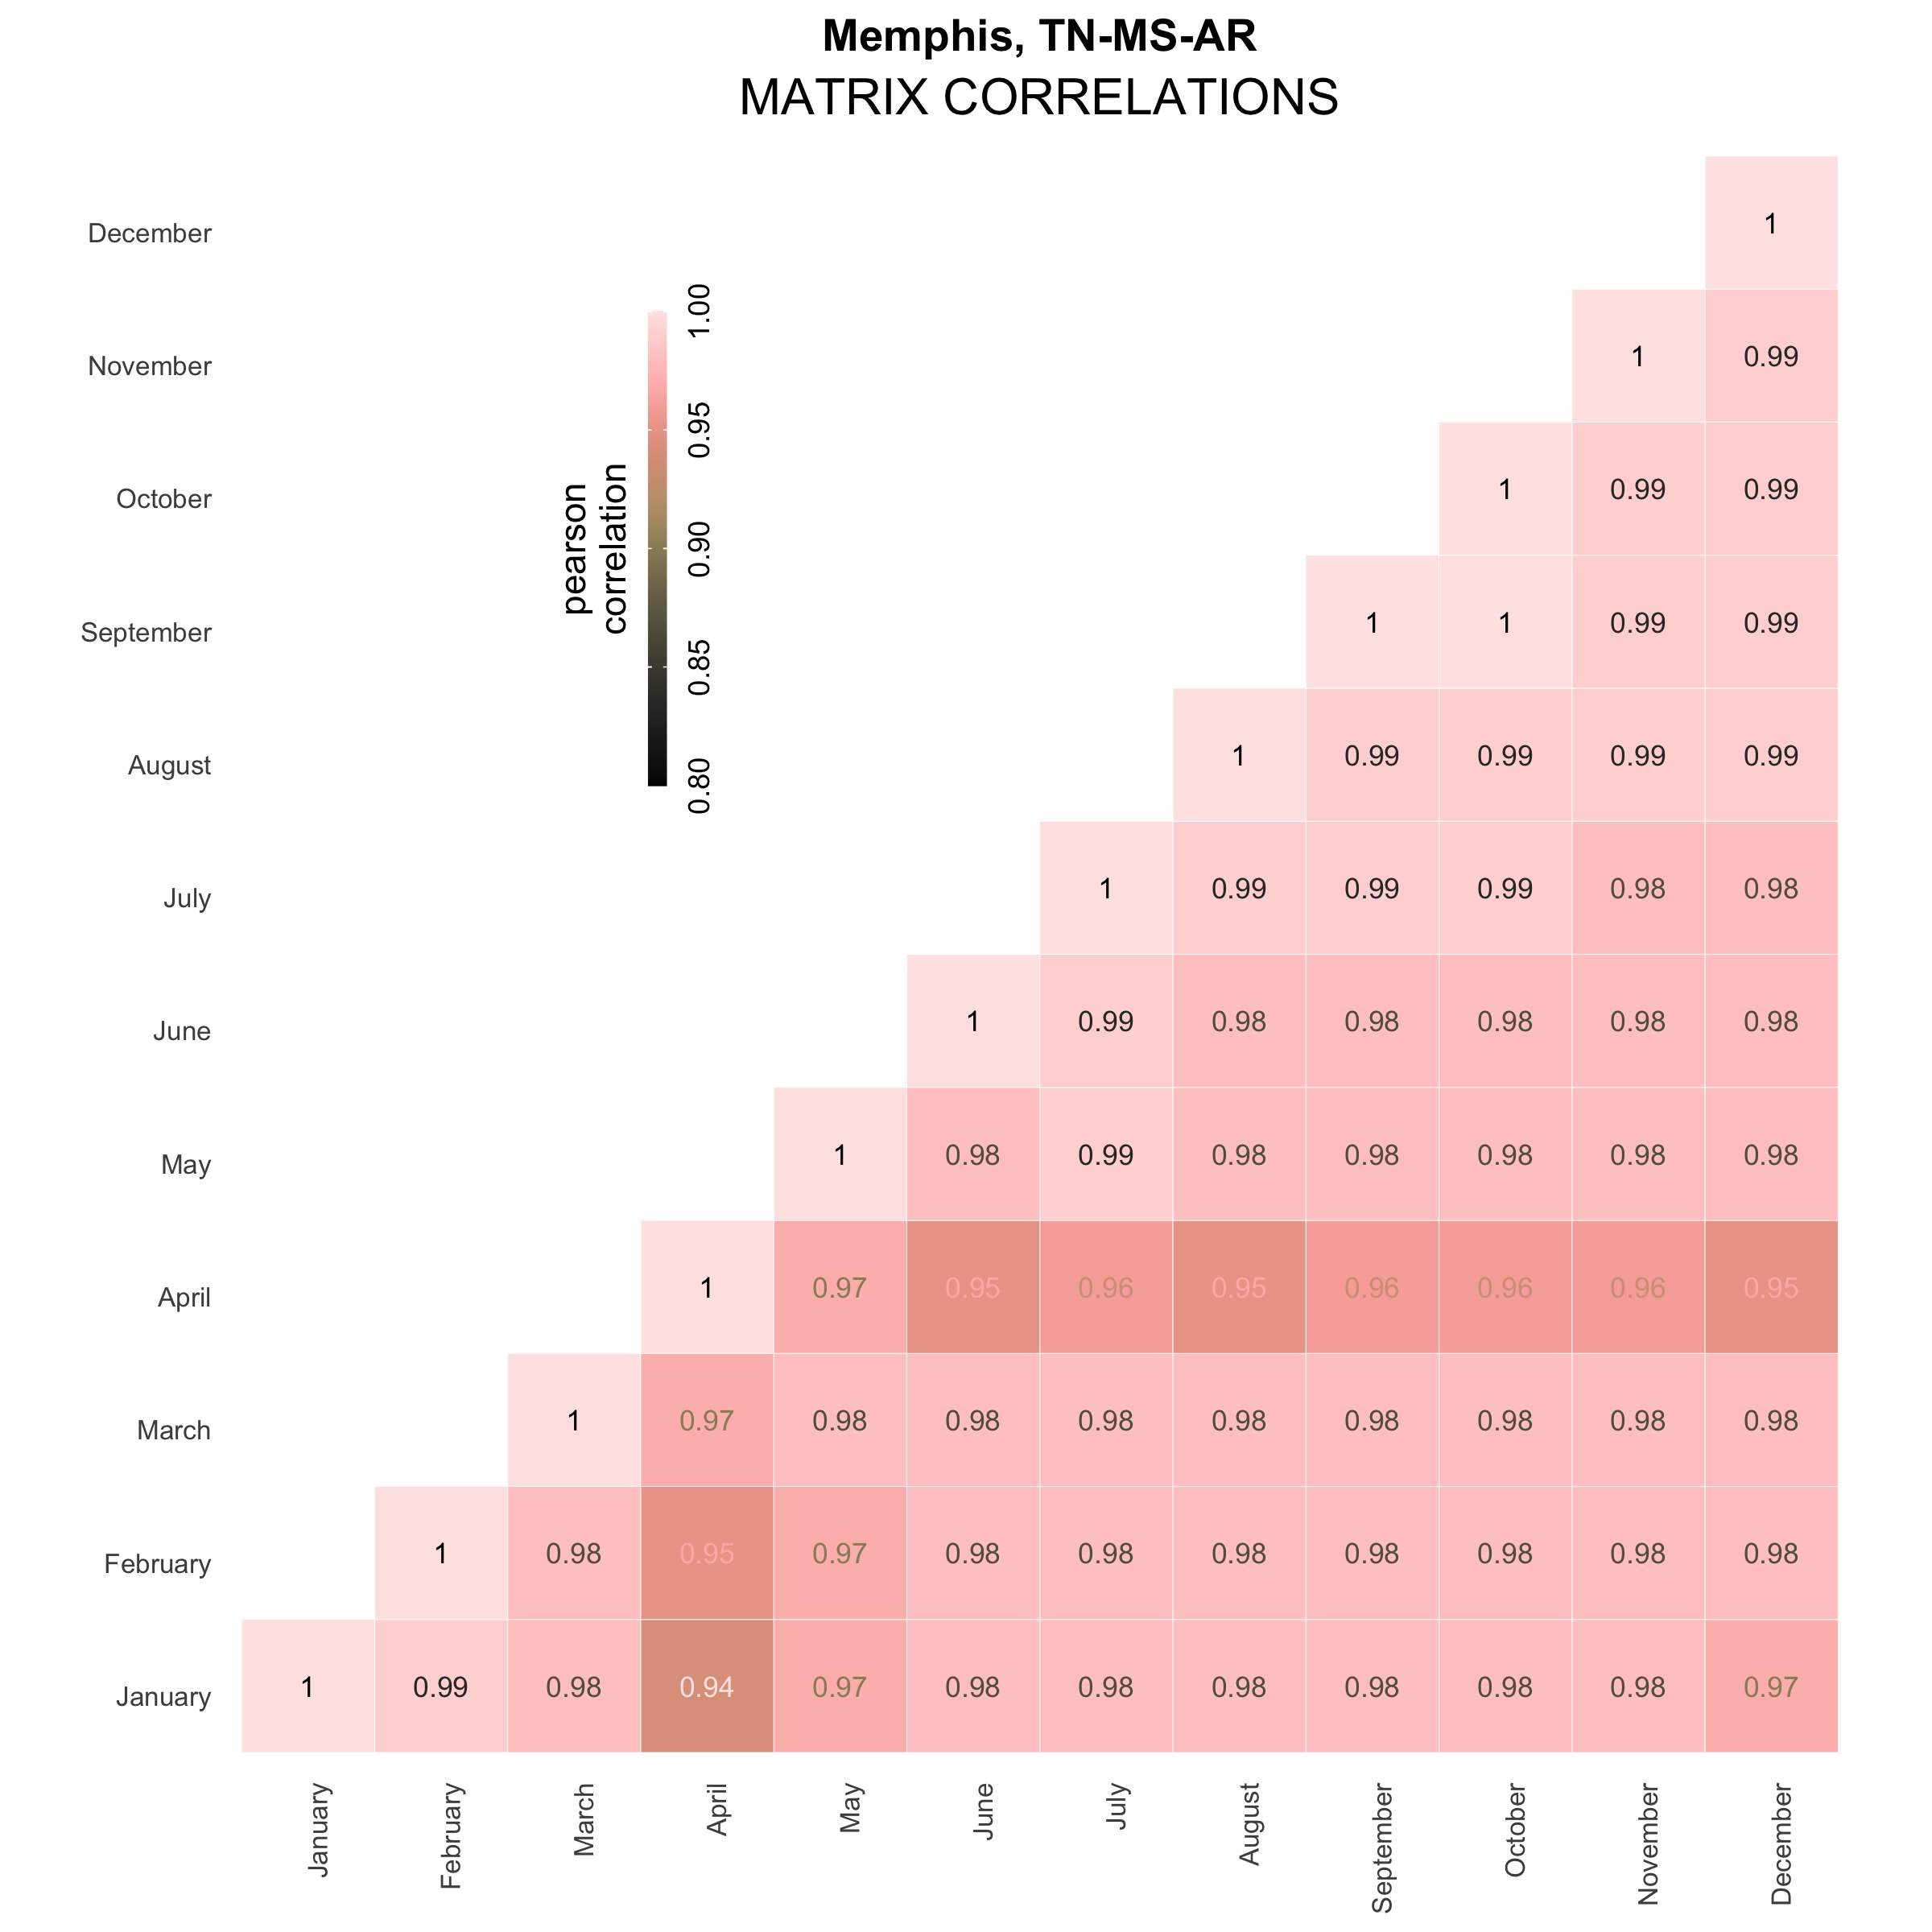 Memphis, TN-MS-AR
MATRIX CORRELATIONS
pearson
correlation
1.00
0.95
0.90
0.85
0.80
December 1
November 1 0.99
October 1 0.99 0.99
September 1 1 0.99 0.99
August 1 0.99 0.99 0.99 0.99
July 1 0.99 0.99 0.99 0.98 0.98
June 1 0.99 0.98 0.98 0.98 0.98 0.98
May 1 0.98 0.99 0.98 0.98 0.98 0.98 0.98
April 1 0.97 0.95 0.96 0.95 0.96 0.96 0.96 0.95
March 1 0.97 0.98 0.98 0.98 0.98 0.98 0.98 0.98 0.98
February 1 0.98 0.95 0.97 0.98 0.98 0.98 0.98 0.98 0.98 0.98
January 1 0.99 0.98 0.94 0.97 0.98 0.98 0.98 0.98 0.98 0.98 0.97
January February March April May June July August September October November December